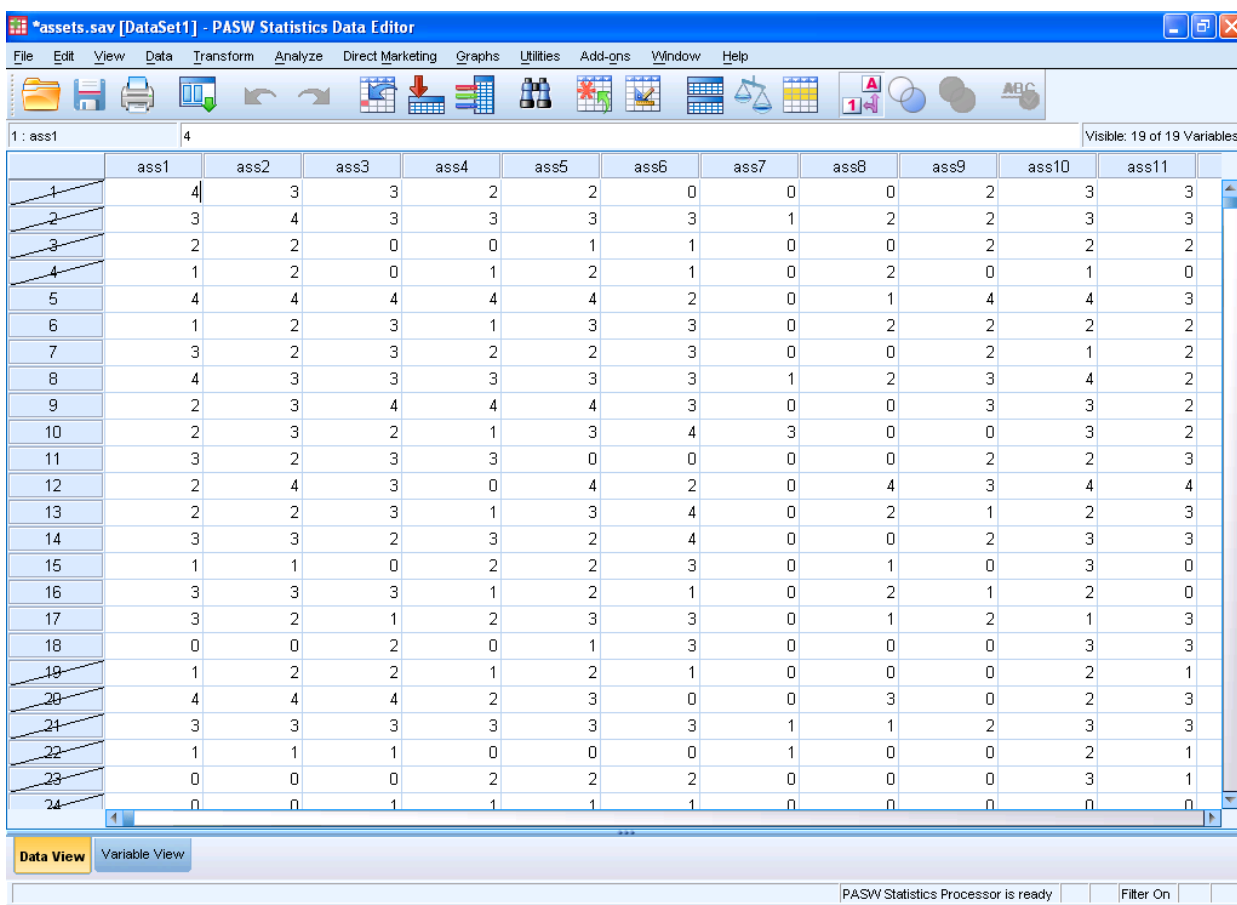 *assets.sav [DataSet1] - PASW Statistics Data Editor
File Edit View Data Transform Analyze Direct Marketing Graphs Utilities Add-ons Window Help
A 1 ABC
1 : ass1 4 Visible: 19 of 19 Variables
ass1 ass2 ass3 ass4 ass5 ass6 ass7 ass8 ass9 ass10 ass11
1 4 3 3 2 2 0 0 0 2 3 3
2 3 4 3 3 3 3 1 2 2 3 3
3 2 2 0 0 1 1 0 0 2 2 2
4 1 2 0 1 2 1 0 2 0 1 0
5 4 4 4 4 4 2 0 1 4 4 3
6 1 2 3 1 3 3 0 2 2 2 2
7 3 2 3 2 2 3 0 0 2 1 2
8 4 3 3 3 3 3 1 2 3 4 2
9 2 3 4 4 4 3 0 0 3 3 2
10 2 3 2 1 3 4 3 0 0 3 2
11 3 2 3 3 0 0 0 0 2 2 3
12 2 4 3 0 4 2 0 4 3 4 4
13 2 2 3 1 3 4 0 2 1 2 3
14 3 3 2 3 2 4 0 0 2 3 3
15 1 1 0 2 2 3 0 1 0 3 0
16 3 3 3 1 2 1 0 2 1 2 0
17 3 2 1 2 3 3 0 1 2 1 3
18 0 0 2 0 1 3 0 0 0 3 3
19 1 2 2 1 2 1 0 0 0 2 1
20 4 4 4 2 3 0 0 3 0 2 3
21 3 3 3 3 3 3 1 1 2 3 3
22 1 1 1 0 0 0 1 0 0 2 1
23 0 0 0 2 2 2 0 0 0 3 1
24 0 0 1 1 1 1 0 0 0 0 0
Data View Variable View
PASW Statistics Processor is ready Filter On